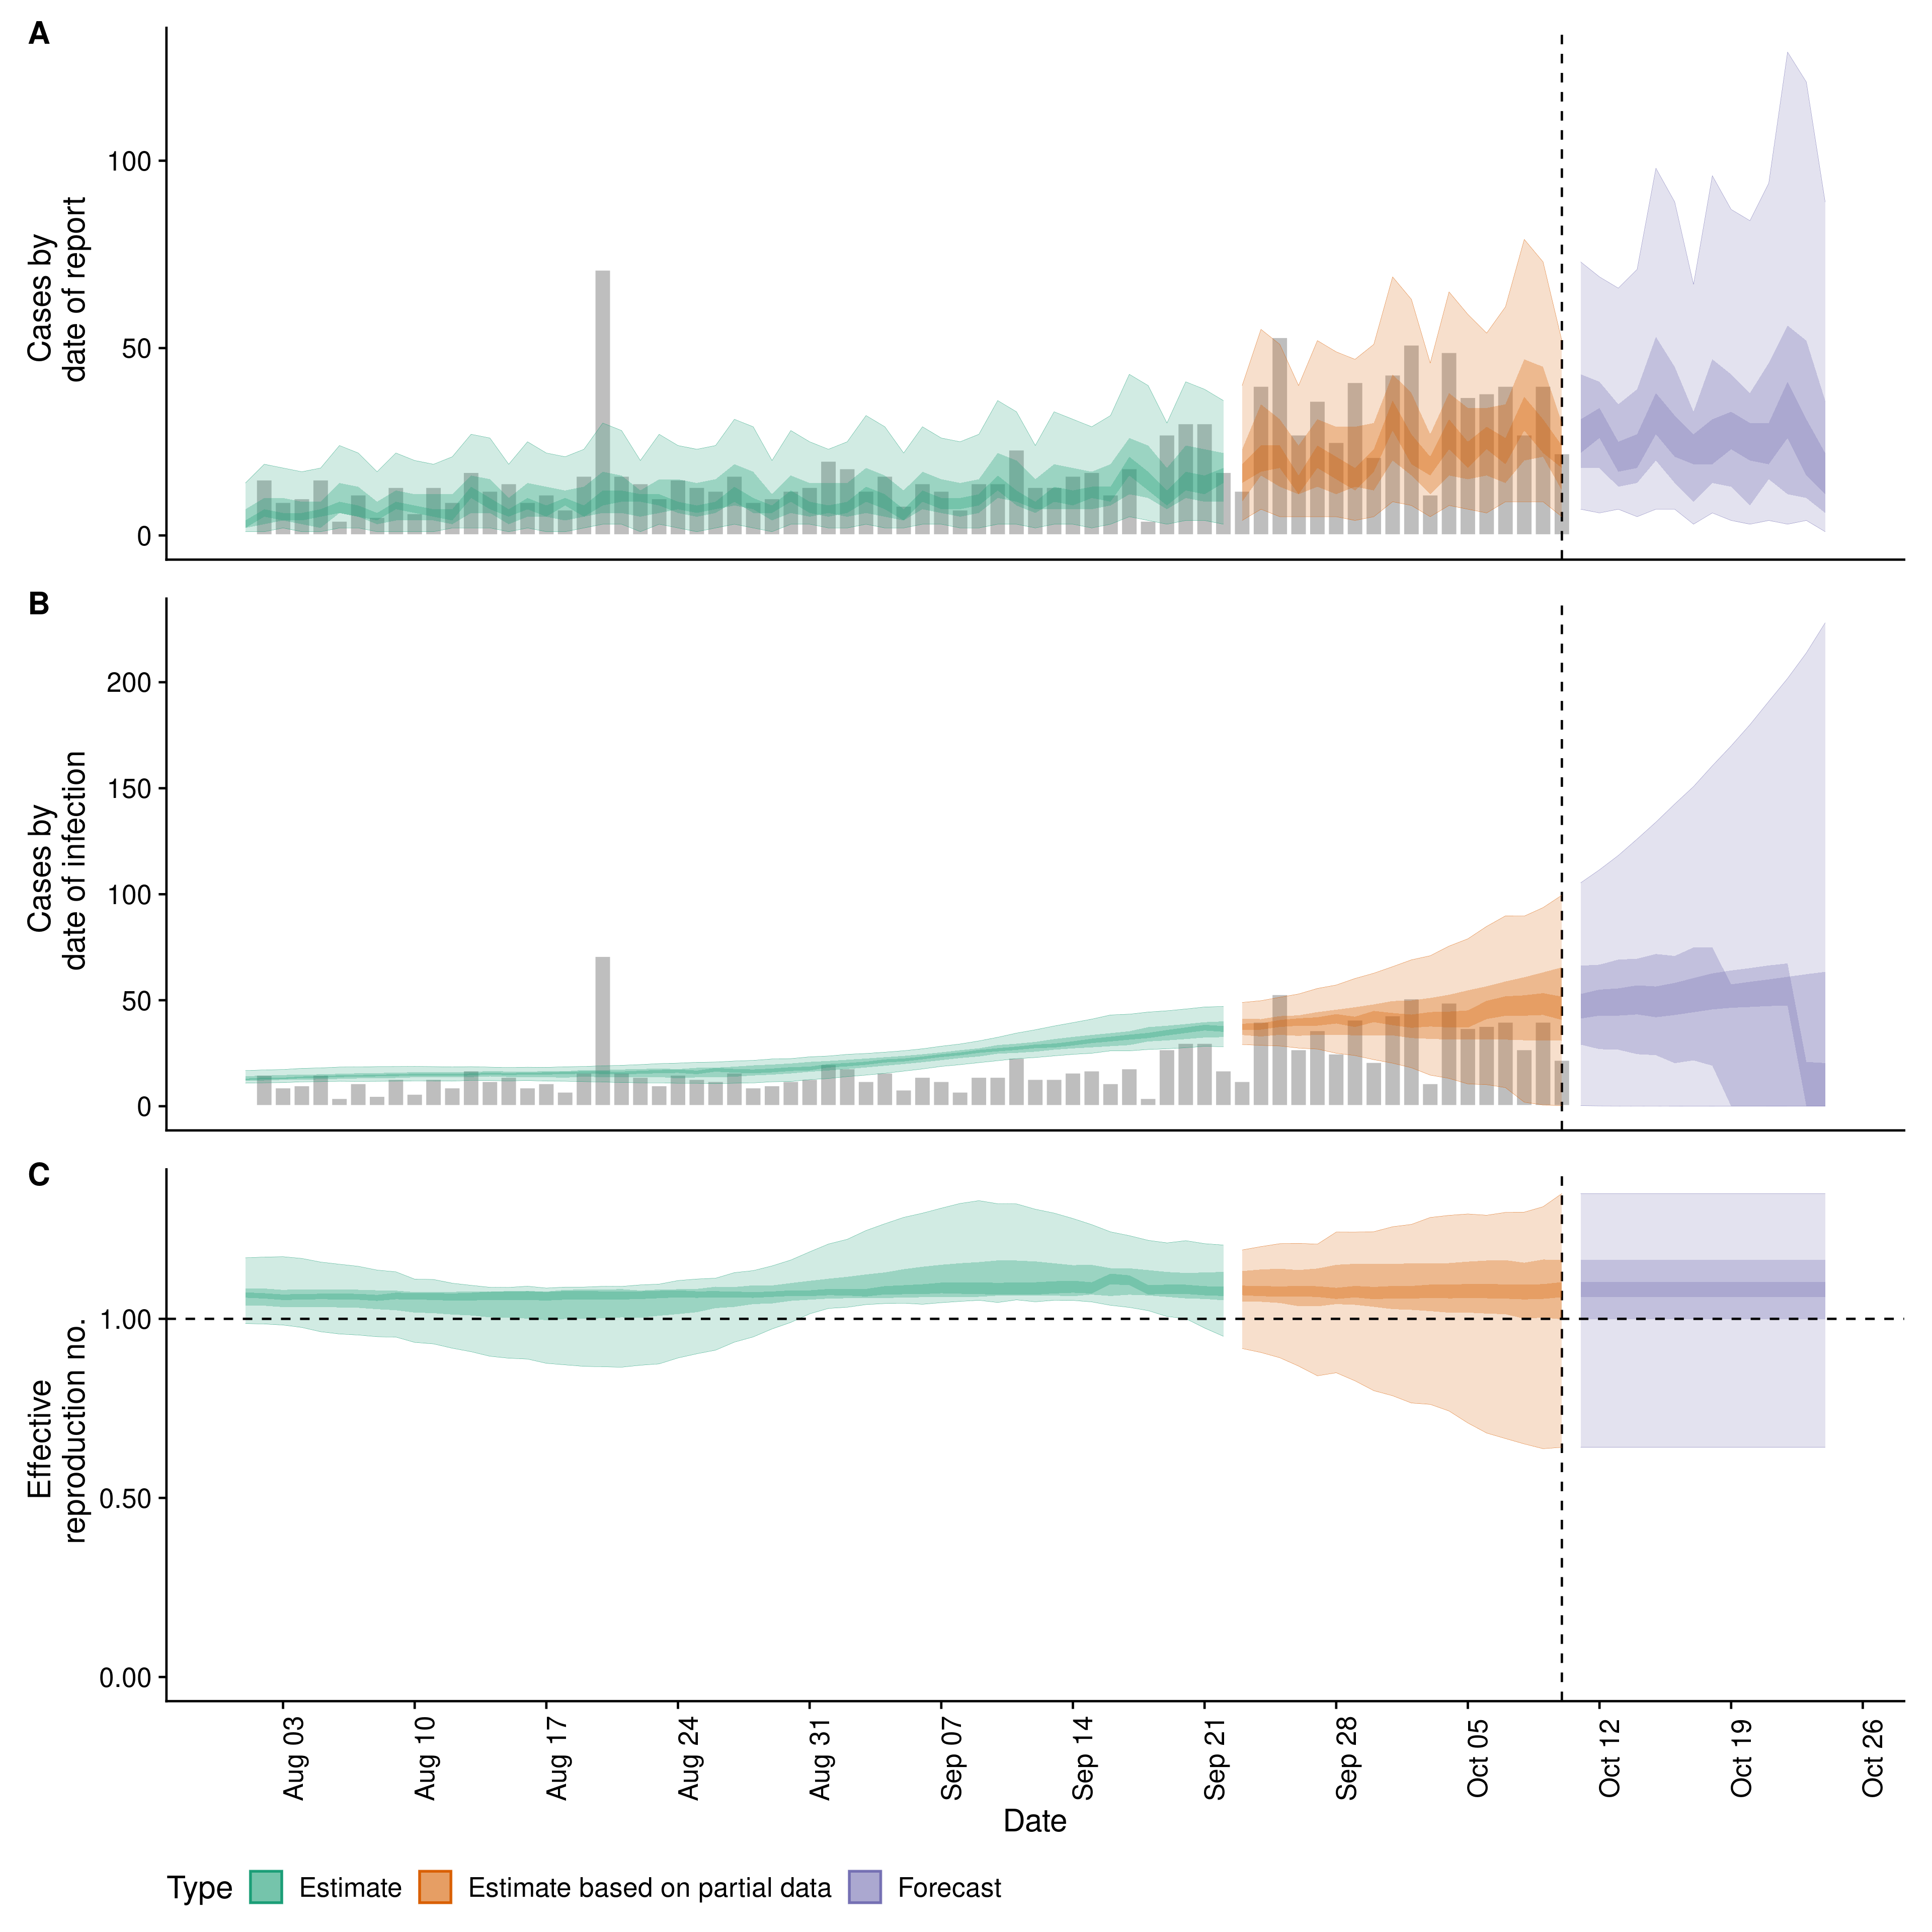 A
Cases by
date of report
100
50
0
B
Cases by
date of infection
200
150
100
50
0
C
Effective
reproduction no.
1.00
0.50
0.00
Aug 03
Aug 10
Aug 17
Aug 24
Aug 31
Sep 07
Sep 14
Sep 21
Sep 28
Oct 05
Oct 12
Oct 19
Oct 26
Date
Type Estimate Estimate based on partial data Forecast